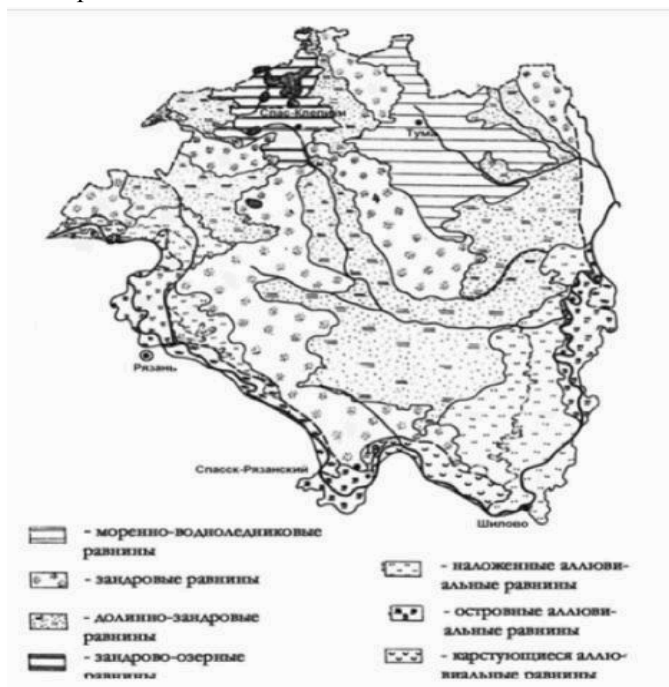 Спас-Клепики
Тума
Рязань
Спасск-Рязанский
Шилово
- моренно-водноледниковые
равнины
- зандровые равнины
- долинно-зандровые
равнины
- зандрово-озерные
равнины
- наложенные аллюви-
альные равнины
- островные аллюви-
альные равнины
- карстующиеся аллю-
виальные равнины